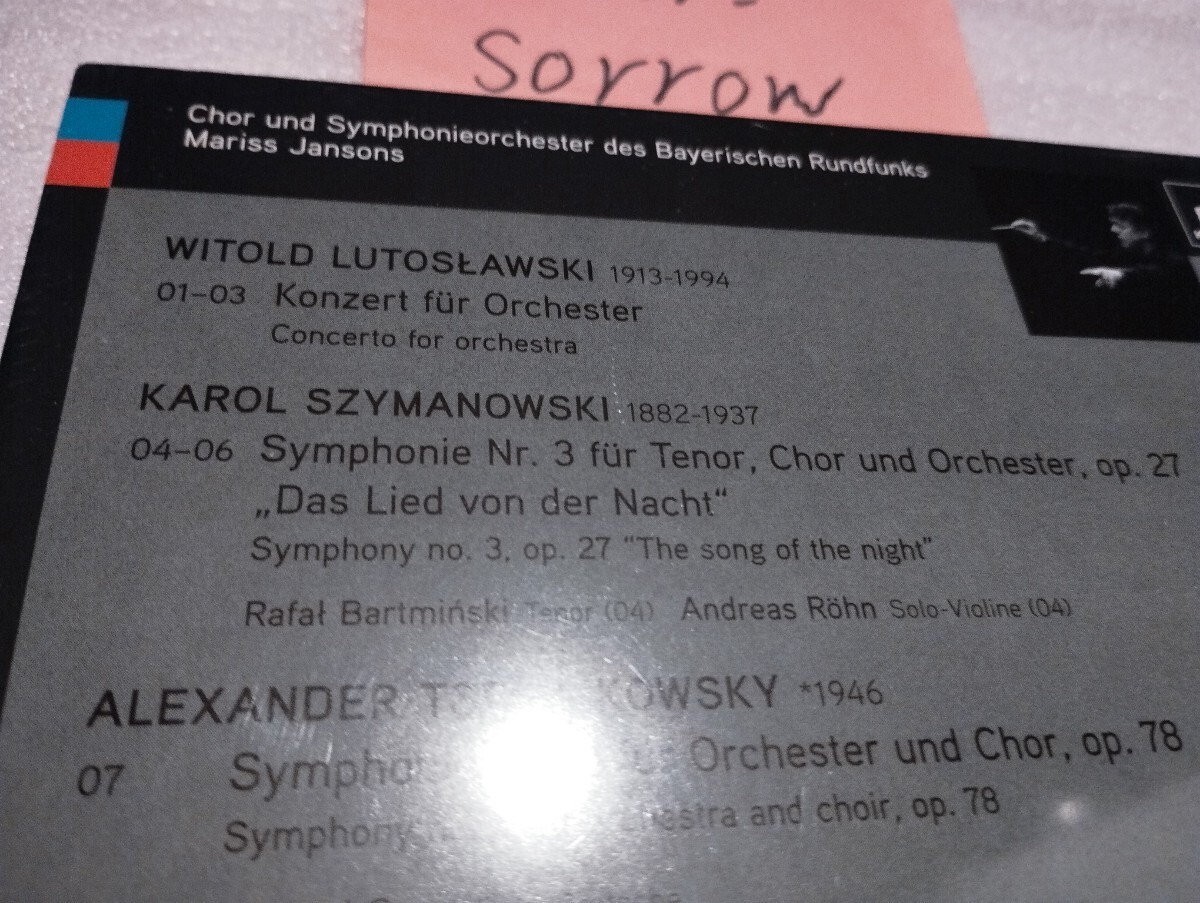 Sorrow
Chor und Symphonieorchester des Bayerischen Rundfunks
Mariss Jansons
WITOLD LUTOSŁAWSKI 1913-1994
01–03 Konzert für Orchester
Concerto for orchestra
KAROL SZYMANOWSKI 1882-1937
04–06 Symphonie Nr. 3 für Tenor, Chor und Orchester, op. 27
„Das Lied von der Nacht“
Symphony no. 3, op. 27 “The song of the night”
Rafał Bartmiński Tenor (04) Andreas Röhn Solo-Violine (04)
ALEXANDER *1946
07 Orchester und Chor, op. 78
Symphony and choir, op. 78